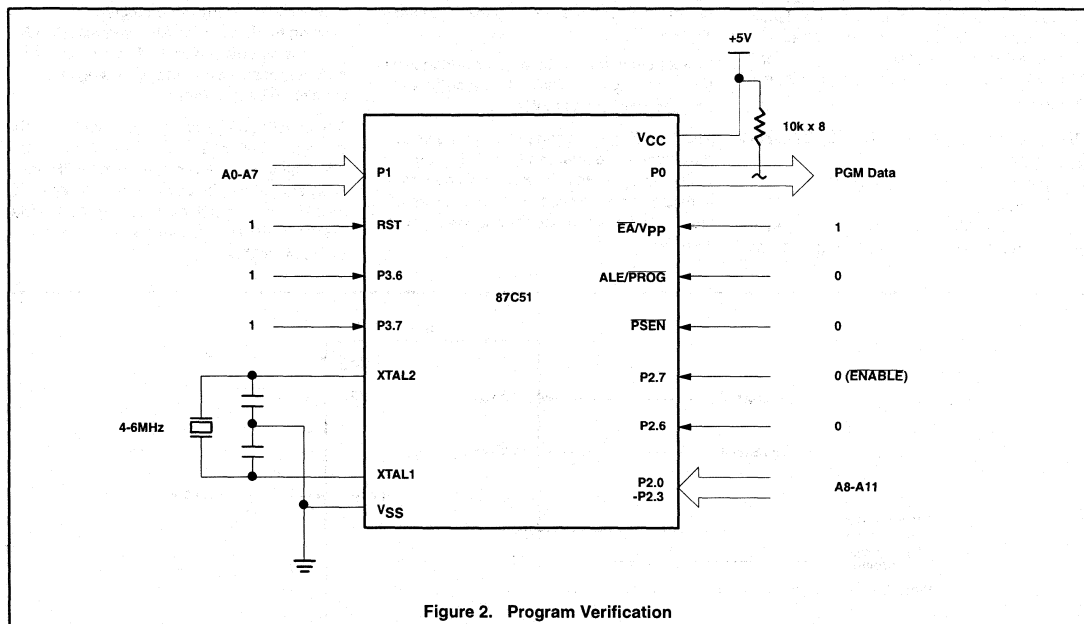 +5V
10k x 8
VCC
A0-A7
P1
P0
PGM Data
1
RST
EA/VPP
1
1
P3.6
ALE/PROG
0
87C51
1
P3.7
PSEN
0
XTAL2
P2.7
0 (ENABLE)
4-6MHz
P2.6
0
XTAL1
P2.0
-P2.3
A8-A11
VSS
Figure 2. Program Verification